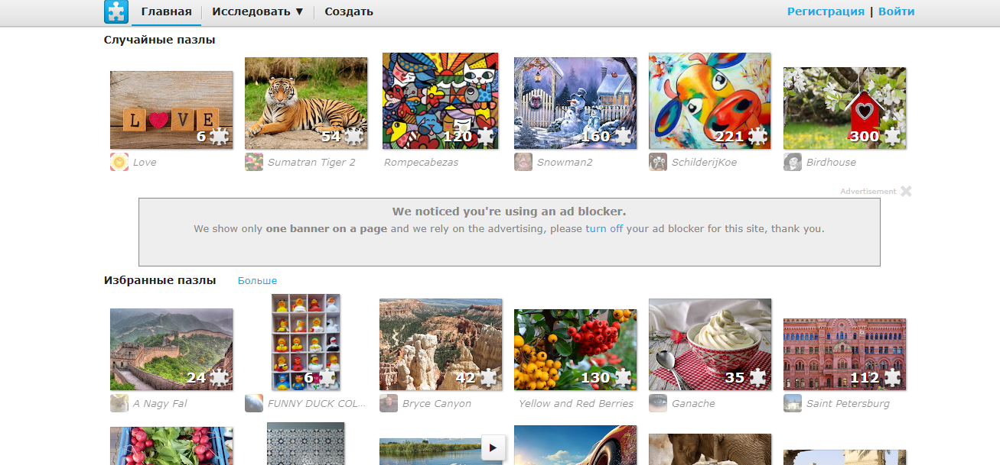 Главная
Исследовать ▼
Создать
Регистрация | Войти
Случайные пазлы
L VE
6
54
120
160
221
300
Love
Sumatran Tiger 2
Rompecabezas
Snowman2
SchilderijKoe
Birdhouse
Advertisement
We noticed you're using an ad blocker.
We show only one banner on a page and we rely on the advertising, please turn off your ad blocker for this site, thank you.
Избранные пазлы
Больше
24
6
42
130
35
112
A Nagy Fal
FUNNY DUCK COL...
Bryce Canyon
Yellow and Red Berries
Ganache
Saint Petersburg